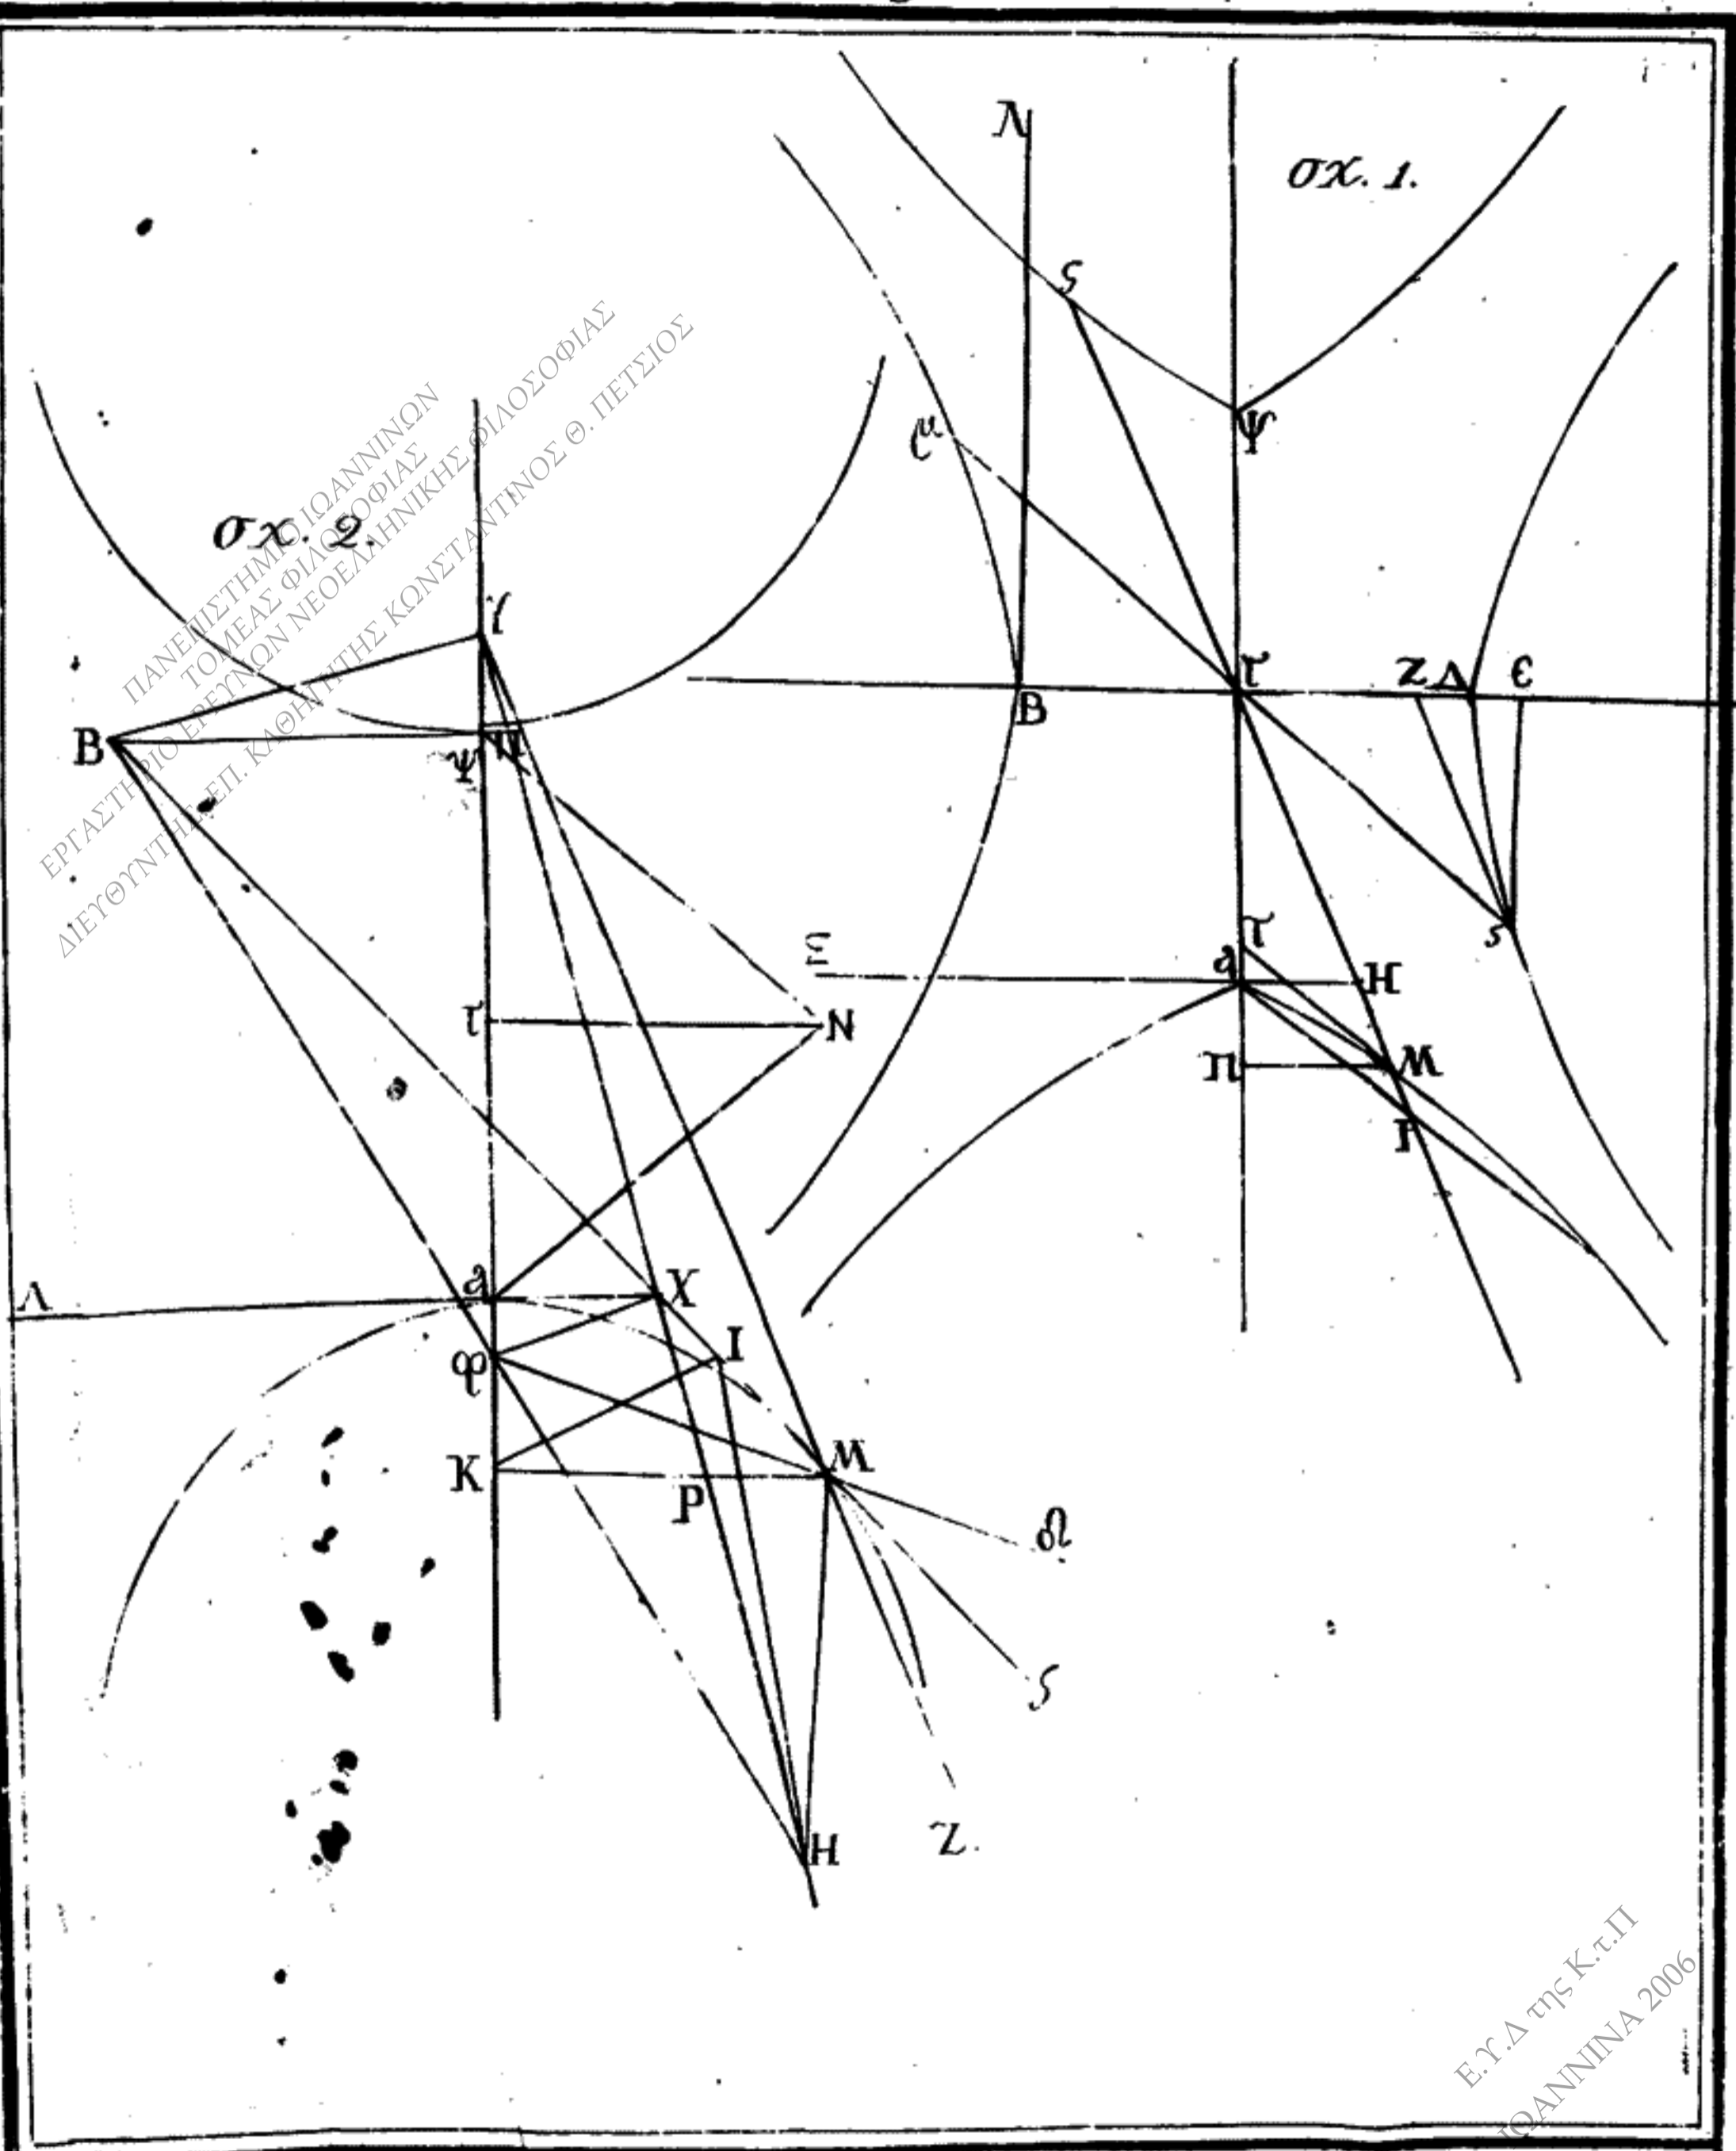 σχ. 1.
Λ
ς
Ψ
μ
τ
Β
Ζ Δ ε
ς
Ξ
Τ
a
Η
Π
Μ
Ρ
σχ. 2.
Β
Ψ
τ
Ν
Λ
a
Χ
φ
Ι
Κ
Ρ
Μ
ς
Ζ.
Η
ΠΑΝΕΠΙΣΤΗΜΙΟ ΙΩΑΝΝΙΝΩΝ
ΤΟΜΕΑΣ ΦΙΛΟΣΟΦΙΑΣ
ΕΡΓΑΣΤΗΡΙΟ ΕΡΕΥΝΩΝ ΝΕΟΕΛΛΗΝΙΚΗΣ ΦΙΛΟΣΟΦΙΑΣ
ΔΙΕΥΘΥΝΤΗΣ: ΕΠ. ΚΑΘΗΓΗΤΗΣ ΚΩΝΣΤΑΝΤΙΝΟΣ Θ. ΠΕΤΣΙΟΣ
Ε.Υ.Δ της Κ.τ.Π
ΙΩΑΝΝΙΝΑ 2006